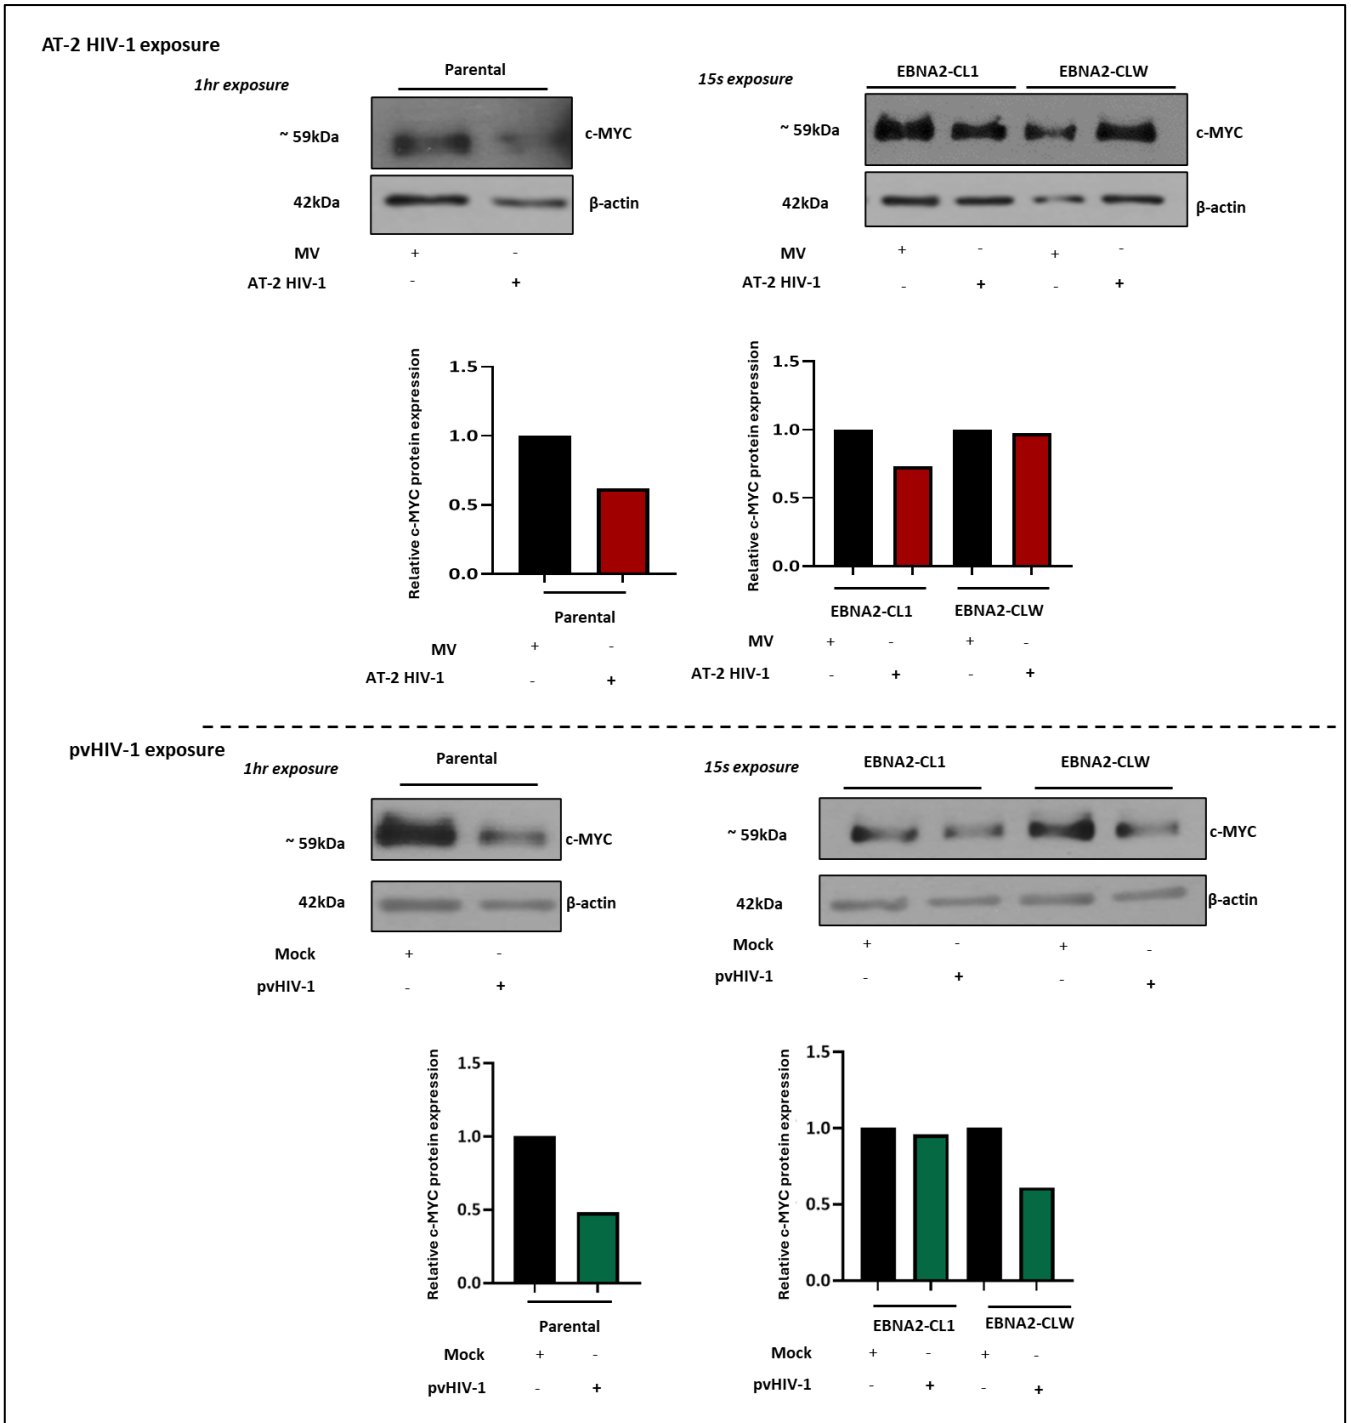 AT-2 HIV-1 exposure
1hr exposure
Parental
~ 59kDa
c-MYC
42kDa
β-actin
MV + -
AT-2 HIV-1 - +
15s exposure
EBNA2-CL1 EBNA2-CLW
~ 59kDa
c-MYC
42kDa
β-actin
MV + - + -
AT-2 HIV-1 - + - +
Relative c-MYC protein expression
1.5
1.0
0.5
0.0
Parental
MV + -
AT-2 HIV-1 - +
Relative c-MYC protein expression
1.5
1.0
0.5
0.0
EBNA2-CL1 EBNA2-CLW
MV + - + -
AT-2 HIV-1 - + - +
pvHIV-1 exposure
1hr exposure
Parental
~ 59kDa
c-MYC
42kDa
β-actin
Mock + -
pvHIV-1 - +
15s exposure
EBNA2-CL1 EBNA2-CLW
~ 59kDa
c-MYC
42kDa
β-actin
Mock + - + -
pvHIV-1 - + - +
Relative c-MYC protein expression
1.5
1.0
0.5
0.0
Parental
Mock + -
pvHIV-1 - +
Relative c-MYC protein expression
1.5
1.0
0.5
0.0
EBNA2-CL1 EBNA2-CLW
Mock + - + -
pvHIV-1 - + - +